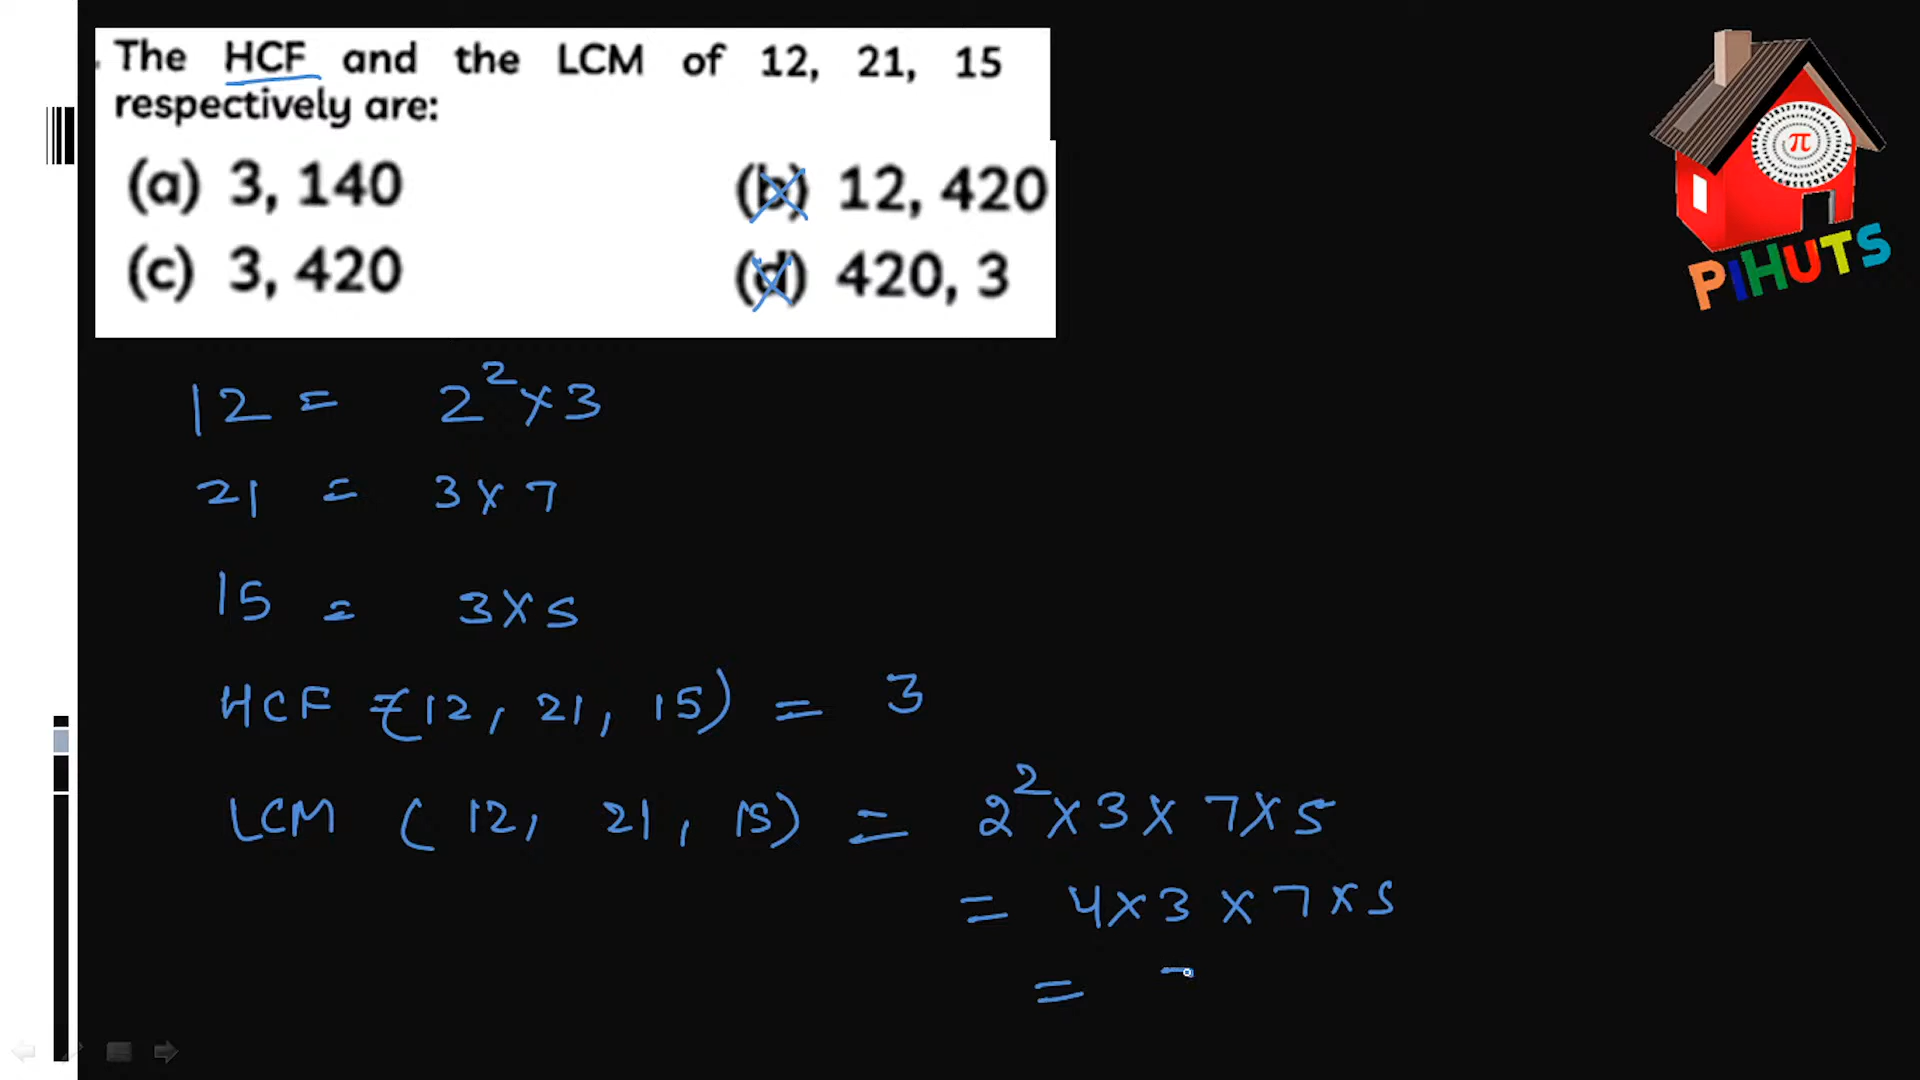 The HCF and the LCM of 12, 21, 15
respectively are:
(a) 3, 140 (b) 12, 420
(c) 3, 420 (d) 420, 3
π
PIHUTS
12 = 2² × 3
21 = 3 × 7
15 = 3 × 5
HCF (12, 21, 15) = 3
LCM (12, 21, 15) = 2² × 3 × 7 × 5
= 4 × 3 × 7 × 5
=